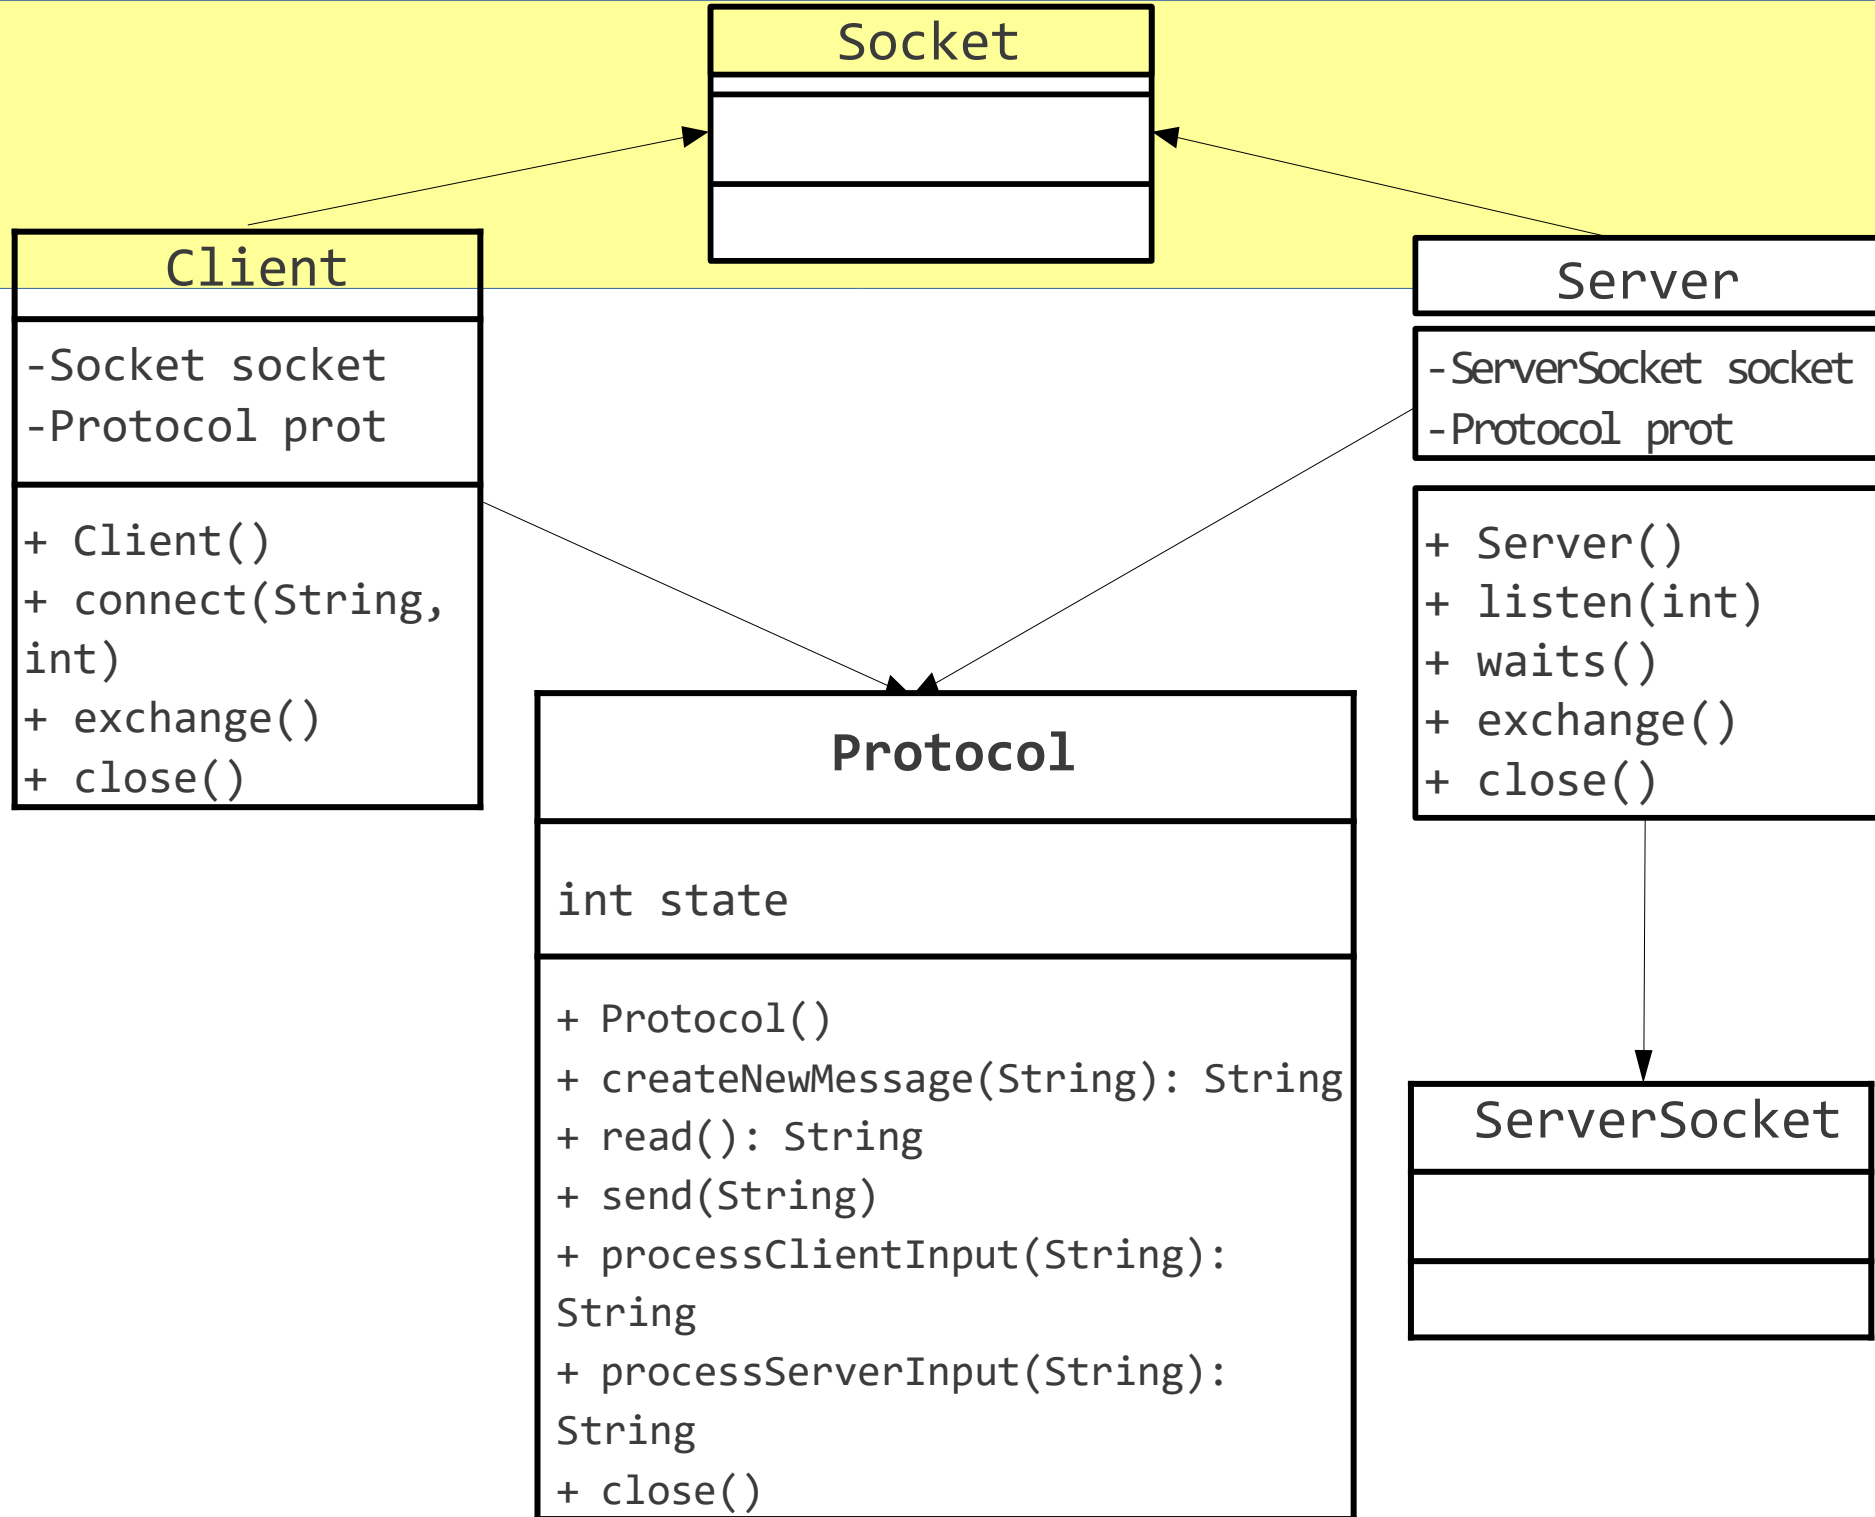 Socket
Client
-Socket socket
-Protocol prot
+ Client()
+ connect(String,
int)
+ exchange()
+ close()
Server
-ServerSocket socket
-Protocol prot
+ Server()
+ listen(int)
+ waits()
+ exchange()
+ close()
Protocol
int state
+ Protocol()
+ createNewMessage(String): String
+ read(): String
+ send(String)
+ processClientInput(String):
String
+ processServerInput(String):
String
+ close()
ServerSocket